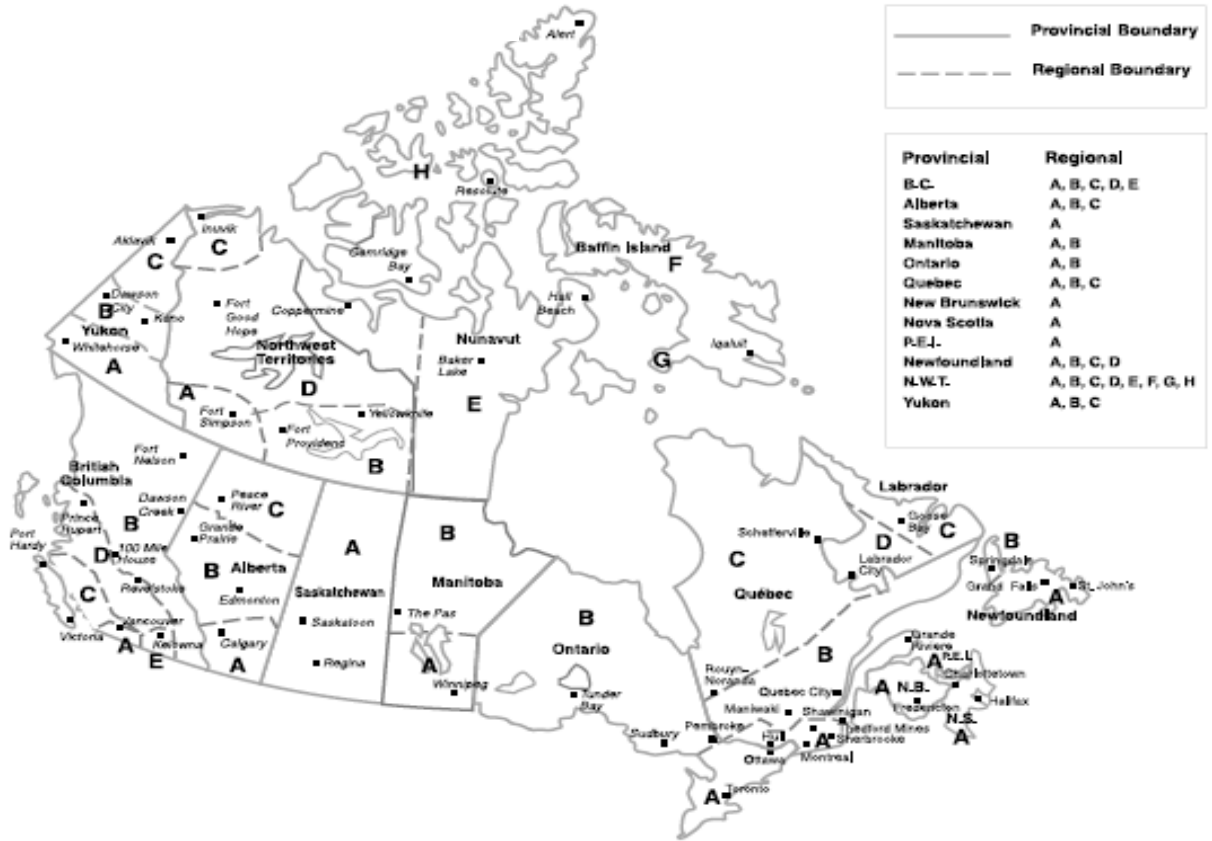 Alert
Provincial Boundary
Regional Boundary
H
Resolute
Provincial Regional
B.C. A, B, C, D, E
Alberta A, B, C
Saskatchewan A
Manitoba A, B
Ontario A, B
Quebec A, B, C
New Brunswick A
Nova Scotia A
P.E.I. A
Newfoundland A, B, C, D
N.W.T. A, B, C, D, E, F, G, H
Yukon A, B, C
Inuvik
Aklavik
C
C
Camridge
Bay
Baffin Island
F
Dawson
City
B
Keno
Yukon
Whitehorse
A
Fort
Good
Hope
Coppermine
Northwest
Territories
D
Hall
Beach
Nunavut
Baker
Lake
E
G
Iqaluit
A
Fort
Simpson
Yellowknife
Fort
Providens
B
Fort
Nelson
British
Columbia
Prince
Rupert
Dawson
Creek
B
Port
Hardy
D
100 Mile
House
Revelstoke
C
Vancouver
Victoria
A
Kelowna
E
Peace
River
C
Grande
Prairie
B
Alberta
Edmonton
Calgary
A
A
Saskatchewan
Saskatoon
Regina
B
Manitoba
The Pas
A
Winnipeg
B
Ontario
Tunder
Bay
Sudbury
Labrador
Goose
Bay
C
Schefferville
D
Labrador
City
C
Québec
B
Rouyn-
Noranda
Quebec City
Maniwaki
Shawinigan
Pembroke
Hull
Thedford Mines
A
Sherbrooke
Ottawa
Montreal
A
Toronto
B
Springdale
Grand Falls
St. John's
A
Newfoundland
Grande
Riviere
A
P.E.I.
Charlottetown
A
N.B.
Fredericton
Halifax
N.S.
A